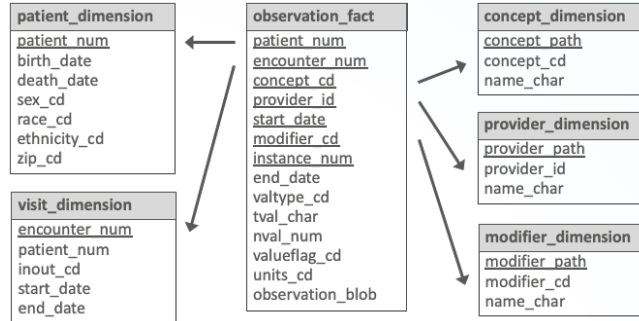 patient_dimension
patient_num
birth_date
death_date
sex_cd
race_cd
ethnicity_cd
zip_cd
visit_dimension
encounter_num
patient_num
inout_cd
start_date
end_date
observation_fact
patient_num
encounter_num
concept_cd
provider_id
start_date
modifier_cd
instance_num
end_date
valtype_cd
tval_char
nval_num
valueflag_cd
units_cd
observation_blob
concept_dimension
concept_path
concept_cd
name_char
provider_dimension
provider_path
provider_id
name_char
modifier_dimension
modifier_path
modifier_cd
name_char